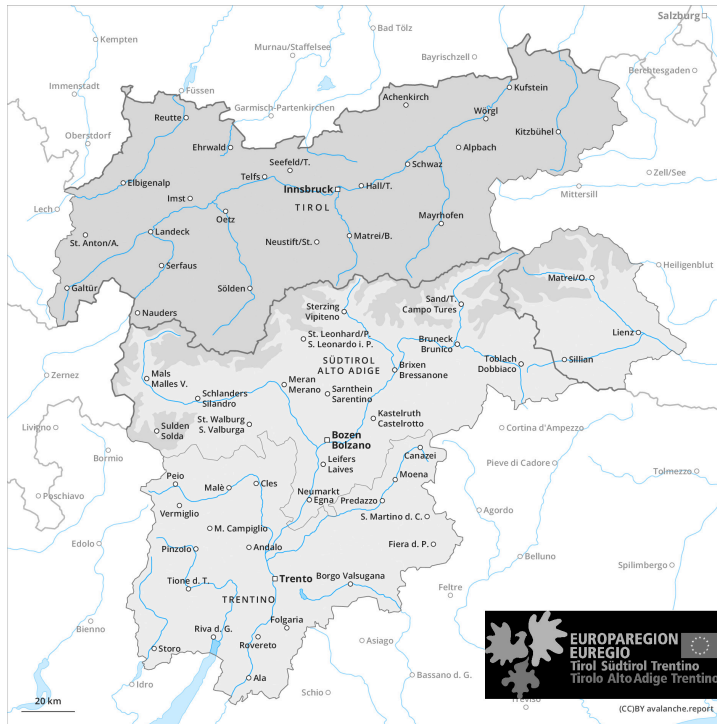 Salzburg
Kempten
Bad Tölz
Murnau/Staffelsee
Bayrischzell
Berchtesgaden
Immenstadt
Füssen
Garmisch-Partenkirchen
Achenkirch
Kufstein
Reutte
Wörgl
Oberstdorf
Ehrwald
Kitzbühel
Alpbach
Seefeld/T.
Schwaz
Zell/See
Elbigenalp
Telfs
Innsbruck
Hall/T.
Mittersill
Lech
Imst
TIROL
Oetz
Mayrhofen
St. Anton/A.
Landeck
Neustift/St.
Matrei/B.
Serfaus
Heiligenblut
Galtür
Sölden
Matrei/O.
Nauders
Sterzing
Vipiteno
Sand/T.
Campo Tures
St. Leonhard/P.
S. Leonardo i. P.
Bruneck
Brunico
Lienz
SÜDTIROL
ALTO ADIGE
Toblach
Dobbiaco
Sillian
Zernez
Mals
Malles V.
Meran
Merano
Brixen
Bressanone
Schlanders
Silandro
Sarnthein
Sarentino
St. Walburg
S. Valburga
Kastelruth
Castelrotto
Livigno
Sulden
Solda
Cortina d'Ampezzo
Bozen
Bolzano
Bormio
Canazei
Leifers
Laives
Pieve di Cadore
Tolmezzo
Peio
Moena
Malè
Cles
Neumarkt
Egna
Predazzo
Poschiavo
Vermiglio
Agordo
M. Campiglio
S. Martino d. C.
Edolo
Pinzolo
Andalo
Fiera d. P.
Belluno
Spilimbergo
Trento
Tione d. T.
Borgo Valsugana
Feltre
TRENTINO
Folgaria
Bienno
Riva d. G.
Rovereto
Asiago
Storo
EUROPAREGION
EUREGIO
Tirol Südtirol Trentino
Tirolo Alto Adige Trentino
Ala
Idro
Schio
Bassano d. G.
Treviso
20 km
(CC)BY avalanche.report